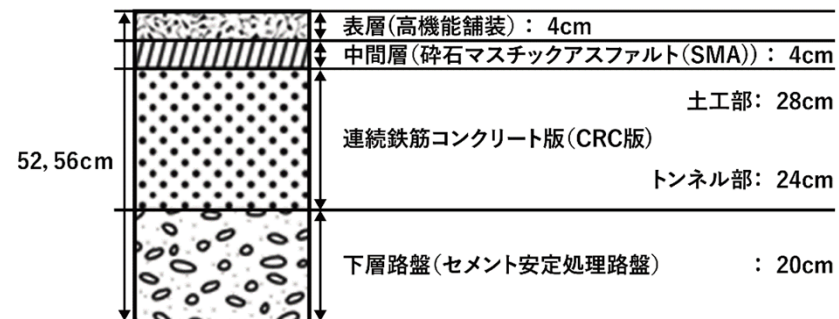 表層(高機能舗装)： 4cm
中間層(砕石マスチックアスファルト(SMA))： 4cm
土工部： 28cm
52, 56cm
連続鉄筋コンクリート版(CRC版)
トンネル部： 24cm
下層路盤(セメント安定処理路盤) ： 20cm